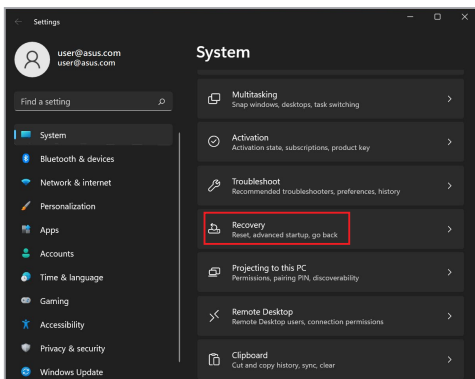 Settings
user@asus.com
user@asus.com
Find a setting
System
Bluetooth & devices
Network & internet
Personalization
Apps
Accounts
Time & language
Gaming
Accessibility
Privacy & security
Windows Update
System
Multitasking
Snap windows, desktops, task switching
Activation
Activation state, subscriptions, product key
Troubleshoot
Recommended troubleshooters, preferences, history
Recovery
Reset, advanced startup, go back
Projecting to this PC
Permissions, pairing PIN, discoverability
Remote Desktop
Remote Desktop users, connection permissions
Clipboard
Cut and copy history, sync, clear